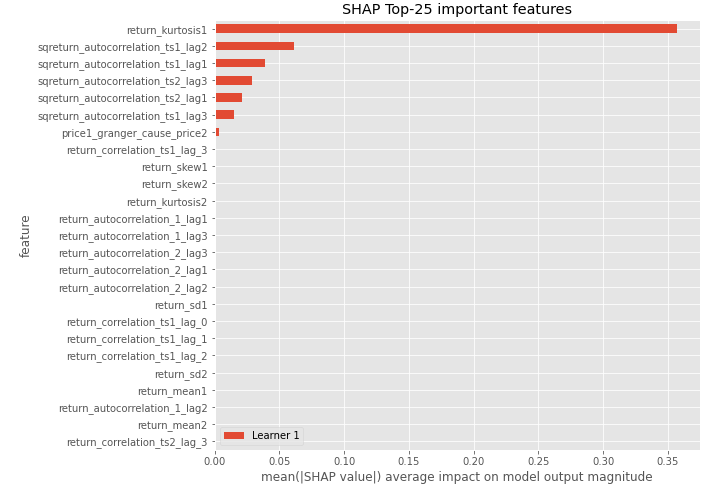 SHAP Top-25 important features
return_kurtosis1
sqreturn_autocorrelation_ts1_lag2
sqreturn_autocorrelation_ts1_lag1
sqreturn_autocorrelation_ts2_lag3
sqreturn_autocorrelation_ts2_lag1
sqreturn_autocorrelation_ts1_lag3
price1_granger_cause_price2
return_correlation_ts1_lag_3
return_skew1
return_skew2
return_kurtosis2
return_autocorrelation_1_lag1
return_autocorrelation_1_lag3
return_autocorrelation_2_lag3
return_autocorrelation_2_lag1
return_autocorrelation_2_lag2
return_sd1
return_correlation_ts1_lag_0
return_correlation_ts1_lag_1
return_correlation_ts1_lag_2
return_sd2
return_mean1
return_autocorrelation_1_lag2
return_mean2
return_correlation_ts2_lag_3
feature
Learner 1
0.00 0.05 0.10 0.15 0.20 0.25 0.30 0.35
mean(|SHAP value|) average impact on model output magnitude